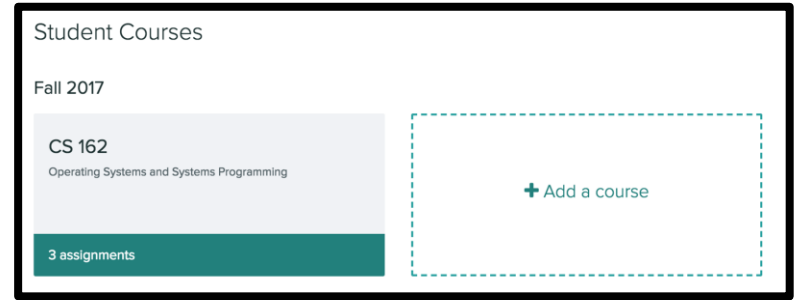 Student Courses
Fall 2017
CS 162
Operating Systems and Systems Programming
+ Add a course
3 assignments